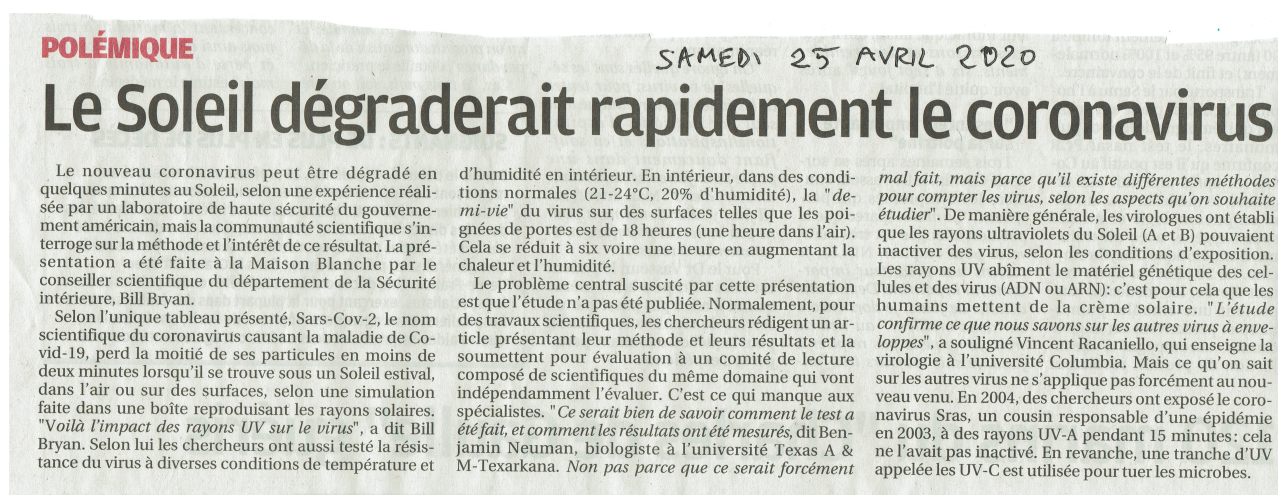 POLÉMIQUE
SAMEDI 25 AVRIL 2020
Le Soleil dégraderait rapidement le coronavirus
Le nouveau coronavirus peut être dégradé en
quelques minutes au Soleil, selon une expérience réali-
sée par un laboratoire de haute sécurité du gouverne-
ment américain, mais la communauté scientifique s'in-
terroge sur la méthode et l'intérêt de ce résultat. La pré-
sentation a été faite à la Maison Blanche par le
conseiller scientifique du département de la Sécurité
intérieure, Bill Bryan.
Selon l'unique tableau présenté, Sars-Cov-2, le nom
scientifique du coronavirus causant la maladie de Co-
vid-19, perd la moitié de ses particules en moins de
deux minutes lorsqu'il se trouve sous un Soleil estival,
dans l'air ou sur des surfaces, selon une simulation
faite dans une boîte reproduisant les rayons solaires.
"Voilà l'impact des rayons UV sur le virus", a dit Bill
Bryan. Selon lui les chercheurs ont aussi testé la résis-
tance du virus à diverses conditions de température et
d'humidité en intérieur. En intérieur, dans des condi-
tions normales (21-24°C, 20% d'humidité), la "de-
mi-vie" du virus sur des surfaces telles que les poi-
gnées de portes est de 18 heures (une heure dans l'air).
Cela se réduit à six voire une heure en augmentant la
chaleur et l'humidité.
Le problème central suscité par cette présentation
est que l'étude n'a pas été publiée. Normalement, pour
des travaux scientifiques, les chercheurs rédigent un ar-
ticle présentant leur méthode et leurs résultats et la
soumettent pour évaluation à un comité de lecture
composé de scientifiques du même domaine qui vont
indépendamment l'évaluer. C'est ce qui manque aux
spécialistes. "Ce serait bien de savoir comment le test a
été fait, et comment les résultats ont été mesurés, dit Ben-
jamin Neuman, biologiste à l'université Texas A &
M-Texarkana. Non pas parce que ce serait forcément
mal fait, mais parce qu'il existe différentes méthodes
pour compter les virus, selon les aspects qu'on souhaite
étudier". De manière générale, les virologues ont établi
que les rayons ultraviolets du Soleil (A et B) pouvaient
inactiver des virus, selon les conditions d'exposition.
Les rayons UV abîment le matériel génétique des cel-
lules et des virus (ADN ou ARN): c'est pour cela que les
humains mettent de la crème solaire. "L'étude
confirme ce que nous savons sur les autres virus à enve-
loppes", a souligné Vincent Racaniello, qui enseigne la
virologie à l'université Columbia. Mais ce qu'on sait
sur les autres virus ne s'applique pas forcément au nou-
veau venu. En 2004, des chercheurs ont exposé le coro-
navirus Sras, un cousin responsable d'une épidémie
en 2003, à des rayons UV-A pendant 15 minutes: cela
ne l'avait pas inactivé. En revanche, une tranche d'UV
appelée les UV-C est utilisée pour tuer les microbes.